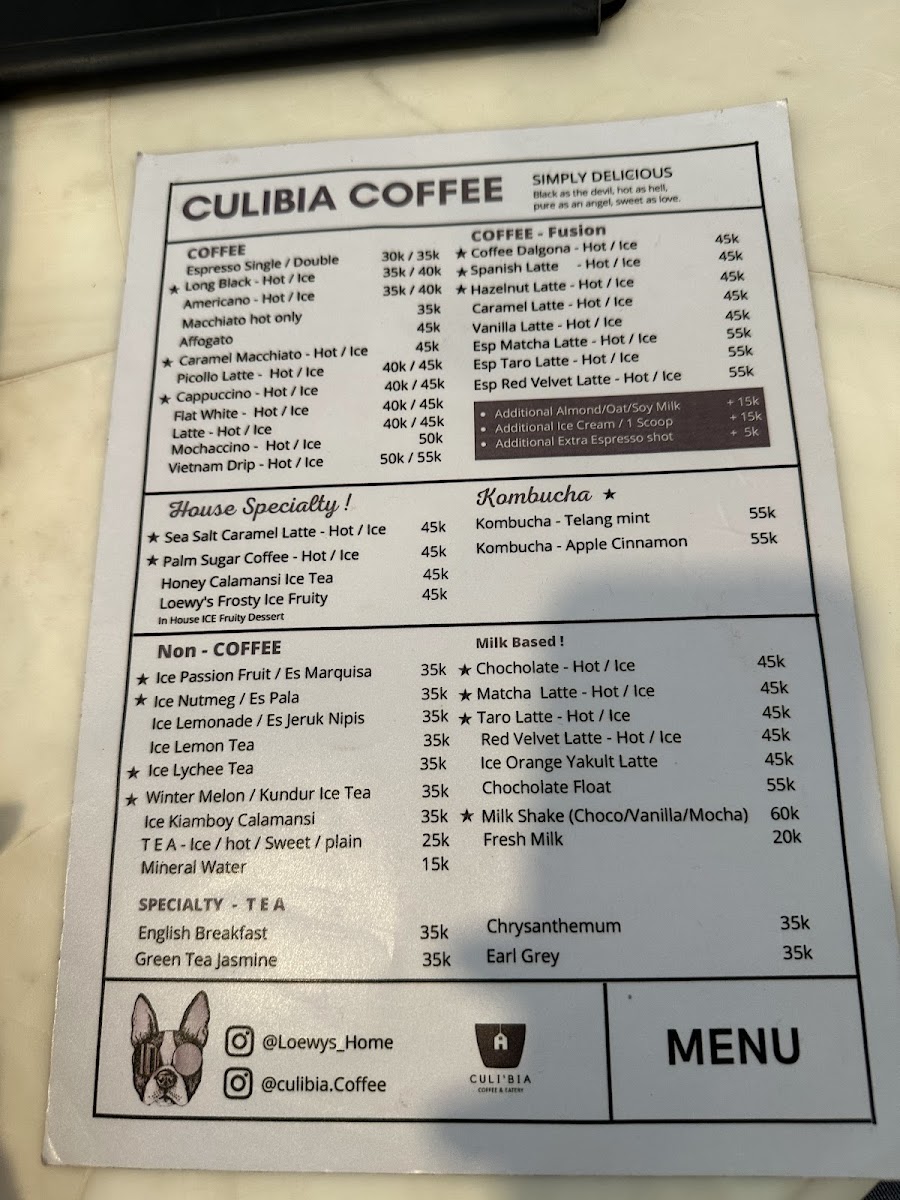 CULIBIA COFFEE
SIMPLY DELICIOUS
Black as the devil, hot as hell,
pure as an angel, sweet as love.
COFFEE
Espresso Single / Double 30k / 35k
★ Long Black - Hot / Ice 35k / 40k
Americano - Hot / Ice 35k / 40k
Macchiato hot only 35k
Affogato 45k
★ Caramel Macchiato - Hot / Ice 45k
Picollo Latte - Hot / Ice 40k / 45k
★ Cappuccino - Hot / Ice 40k / 45k
Flat White - Hot / Ice 40k / 45k
Latte - Hot / Ice 40k / 45k
Mochaccino - Hot / Ice 50k
Vietnam Drip - Hot / Ice 50k / 55k
COFFEE - Fusion
★ Coffee Dalgona - Hot / Ice 45k
★ Spanish Latte - Hot / Ice 45k
★ Hazelnut Latte - Hot / Ice 45k
Caramel Latte - Hot / Ice 45k
Vanilla Latte - Hot / Ice 45k
Esp Matcha Latte - Hot / Ice 55k
Esp Taro Latte - Hot / Ice 55k
Esp Red Velvet Latte - Hot / Ice 55k
• Additional Almond/Oat/Soy Milk + 15k
• Additional Ice Cream / 1 Scoop + 15k
• Additional Extra Espresso shot + 5k
House Specialty !
★ Sea Salt Caramel Latte - Hot / Ice 45k
★ Palm Sugar Coffee - Hot / Ice 45k
Honey Calamansi Ice Tea 45k
Loewy's Frosty Ice Fruity 45k
In House ICE Fruity Dessert
Kombucha ★
Kombucha - Telang mint 55k
Kombucha - Apple Cinnamon 55k
Non - COFFEE
★ Ice Passion Fruit / Es Marquisa 35k
★ Ice Nutmeg / Es Pala 35k
Ice Lemonade / Es Jeruk Nipis 35k
Ice Lemon Tea 35k
★ Ice Lychee Tea 35k
★ Winter Melon / Kundur Ice Tea 35k
Ice Kiamboy Calamansi 35k
T E A - Ice / hot / Sweet / plain 25k
Mineral Water 15k
Milk Based !
★ Chocholate - Hot / Ice 45k
★ Matcha Latte - Hot / Ice 45k
★ Taro Latte - Hot / Ice 45k
Red Velvet Latte - Hot / Ice 45k
Ice Orange Yakult Latte 45k
Chocholate Float 55k
★ Milk Shake (Choco/Vanilla/Mocha) 60k
Fresh Milk 20k
SPECIALTY - T E A
English Breakfast 35k
Green Tea Jasmine 35k
Chrysanthemum 35k
Earl Grey 35k
@Loewys_Home
@culibia.Coffee
CULI'BIA
COFFEE & EATERY
MENU